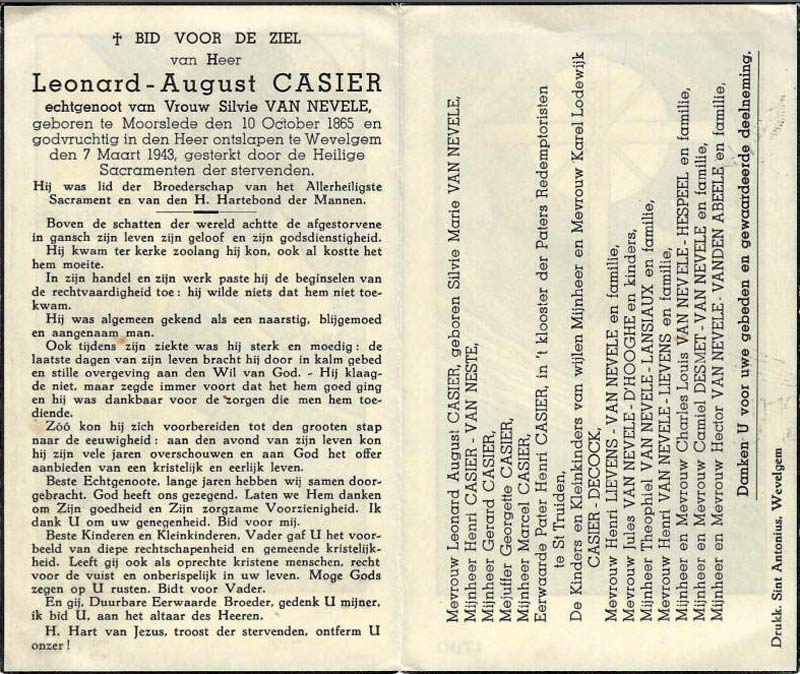 ✝ BID VOOR DE ZIEL
van Heer
Leonard-August CASIER
echtgenoot van Vrouw Silvie VAN NEVELE,
geboren te Moorslede den 10 October 1865 en
godvruchtig in den Heer ontslapen te Wevelgem
den 7 Maart 1943, gesterkt door de Heilige
Sacramenten der stervenden.
Hij was lid der Broederschap van het Allerheiligste
Sacrament en van den H. Hartebond der Mannen.
Boven de schatten der wereld achtte de afgestorvene
in gansch zijn leven zijn geloof en zijn godsdienstigheid.
Hij kwam ter kerke zoolang hij kon, ook al kostte het
hem moeite.
In zijn handel en zijn werk paste hij de beginselen van
de rechtvaardigheid toe : hij wilde niets dat hem niet toe-
kwam.
Hij was algemeen gekend als een naarstig, blijgemoed
en aangenaam man.
Ook tijdens zijn ziekte was hij sterk en moedig : de
laatste dagen van zijn leven bracht hij door in kalm gebed
en stille overgeving aan den Wil van God. - Hij klaag-
de niet, maar zegde immer voort dat het hem goed ging
en hij was dankbaar voor de zorgen die men hem toe-
diende.
Zóó kon hij zich voorbereiden tot den grooten stap
naar de eeuwigheid : aan den avond van zijn leven kon
hij zijn vele jaren overschouwen en aan God het offer
aanbieden van een kristelijk en eerlijk leven.
Beste Echtgenoote, lange jaren hebben wij samen door-
gebracht. God heeft ons gezegend. Laten we Hem danken
om Zijn goedheid en Zijn zorgzame Voorzienigheid. Ik
dank U om uw genegenheid. Bid voor mij.
Beste Kinderen en Kleinkinderen. Vader gaf U het voor-
beeld van diepe rechtschapenheid en gemeende kristelijk-
heid. Leeft gij ook als oprechte kristene menschen, recht
voor de vuist en onberispelijk in uw leven. Moge Gods
zegen op U rusten. Bidt voor Vader.
En gij, Duurbare Eerwaarde Broeder, gedenk U mijner,
ik bid U, aan het altaar des Heeren.
H. Hart van Jezus, troost der stervenden, ontferm U
onzer !
Mevrouw Leonard August CASIER, geboren Silvie Marie VAN NEVELE,
Mijnheer Henri CASIER - VAN NESTE,
Mijnheer Gerard CASIER,
Mejuffer Georgette CASIER,
Mijnheer Marcel CASIER,
Eerwaarde Pater Henri CASIER, in 't klooster der Paters Redemptoristen
te St Truiden,
De Kinders en Kleinkinders van wijlen Mijnheer en Mevrouw Karel Lodewijk
CASIER - DECOCK,
Mevrouw Henri LIEVENS - VAN NEVELE en familie,
Mevrouw Jules VAN NEVELE - D'HOOGHE en kinders,
Mijnheer Theophiel VAN NEVELE - LANSIAUX en familie,
Mevrouw Henri VAN NEVELE - LIEVENS en familie,
Mijnheer en Mevrouw Charles Louis VAN NEVELE - HESPEEL en familie,
Mijnheer en Mevrouw Camiel DESMET - VAN NEVELE en familie,
Mijnheer en Mevrouw Hector VAN NEVELE - VANDEN ABEELE en familie,
Danken U voor uwe gebeden en gewaardeerde deelneming.
Drukk. Sint Antonius, Wevelgem